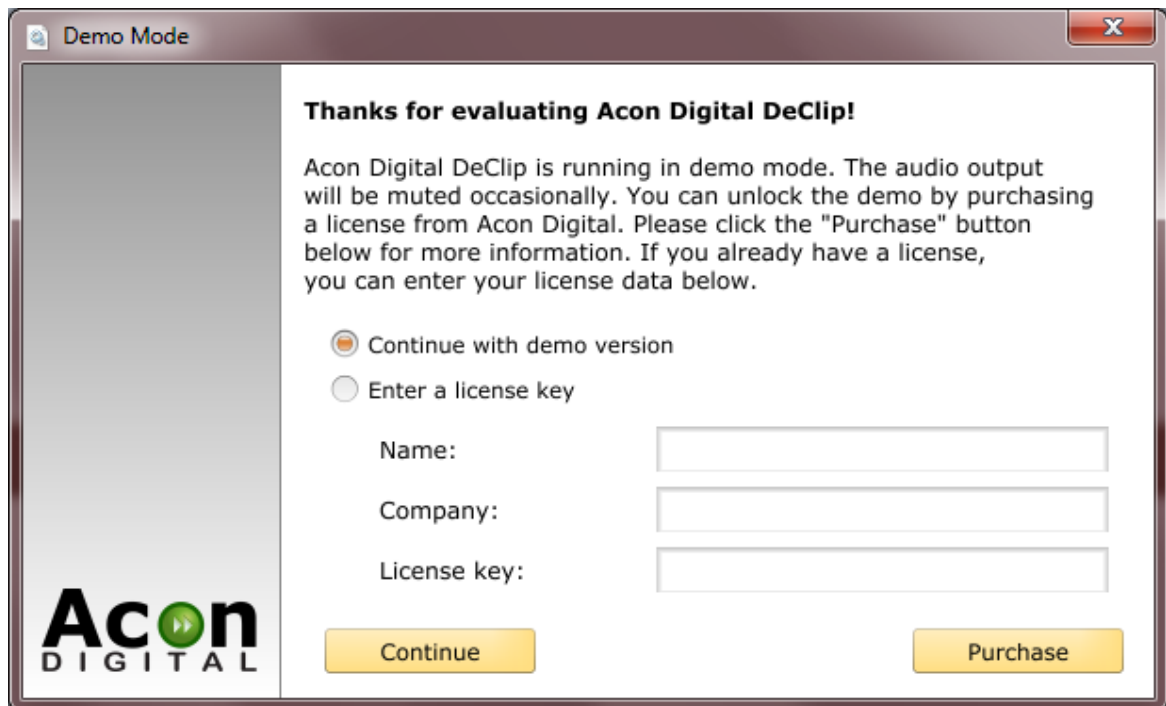 Demo Mode
Thanks for evaluating Acon Digital DeClip!
Acon Digital DeClip is running in demo mode. The audio output
will be muted occasionally. You can unlock the demo by purchasing
a license from Acon Digital. Please click the "Purchase" button
below for more information. If you already have a license,
you can enter your license data below.
Continue with demo version
Enter a license key
Name:
Company:
License key:
Acon
DIGITAL
Continue
Purchase